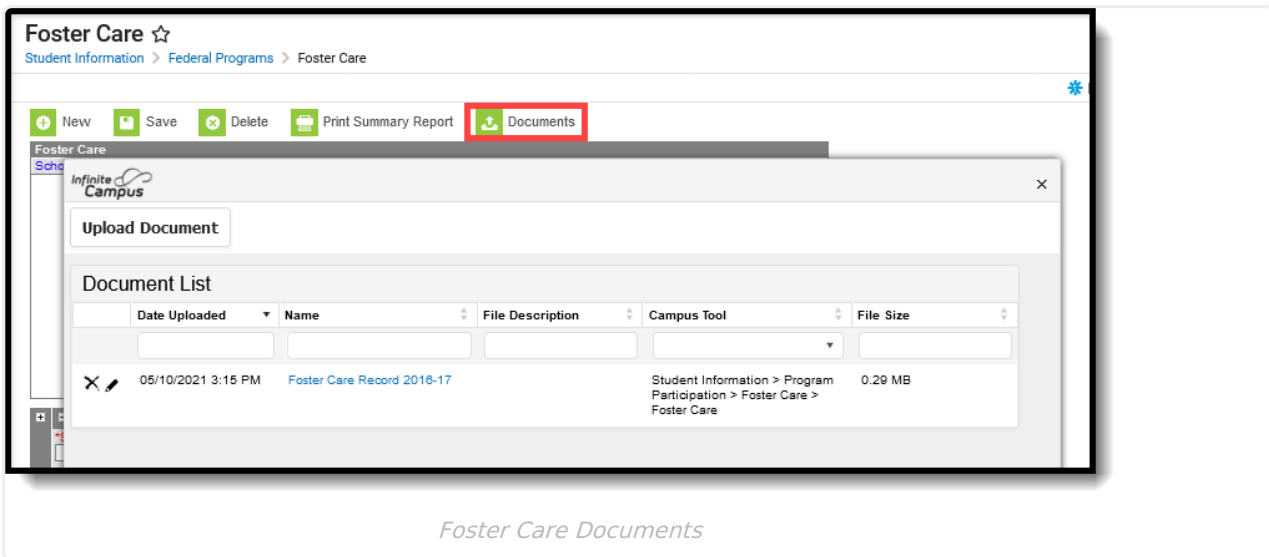 Foster Care
Student Information > Federal Programs > Foster Care
New Save Delete Print Summary Report Documents
Foster Care
Infinite
Campus
Upload Document
Document List
Date Uploaded Name File Description Campus Tool File Size
05/10/2021 3:15 PM Foster Care Record 2016-17 Student Information > Program 0.29 MB
Participation > Foster Care >
Foster Care
Foster Care Documents